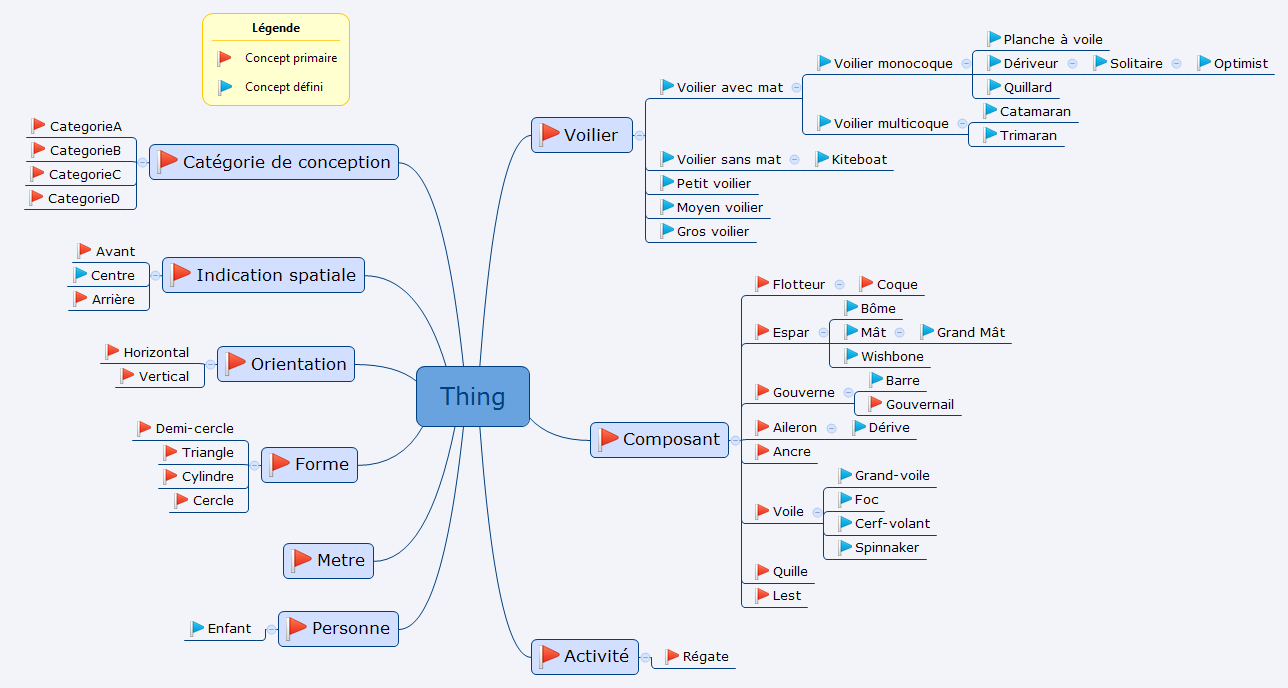 Légende
Concept primaire
Concept défini
CategorieA
CategorieB
CategorieC
CategorieD
Catégorie de conception
Avant
Centre
Arrière
Indication spatiale
Horizontal
Vertical
Orientation
Demi-cercle
Triangle
Cylindre
Cercle
Forme
Metre
Enfant
Personne
Thing
Voilier
Voilier avec mat
Voilier monocoque
Planche à voile
Dériveur
Solitaire
Optimist
Quillard
Voilier multicoque
Catamaran
Trimaran
Voilier sans mat
Kiteboat
Petit voilier
Moyen voilier
Gros voilier
Composant
Flotteur
Coque
Espar
Bôme
Mât
Grand Mât
Wishbone
Gouverne
Barre
Gouvernail
Aileron
Dérive
Ancre
Voile
Grand-voile
Foc
Cerf-volant
Spinnaker
Quille
Lest
Activité
Régate